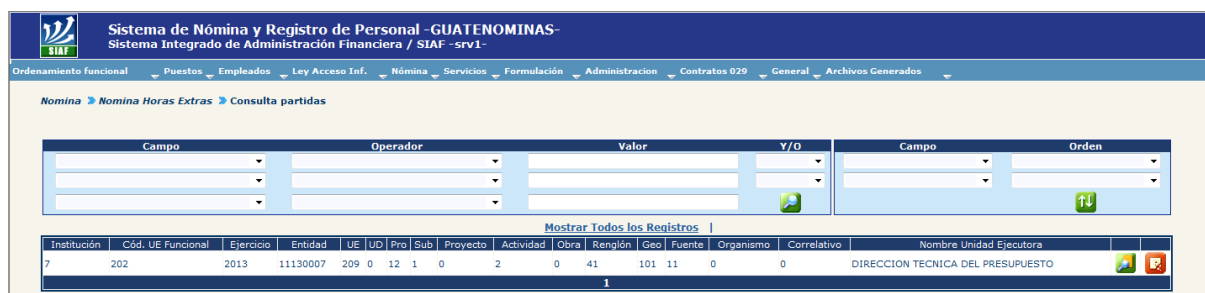 Sistema de Nómina y Registro de Personal -GUATENOMINAS-
Sistema Integrado de Administración Financiera / SIAF -srv1-
SIAF
Ordenamiento funcional Puestos Empleados Ley Acceso Inf. Nómina Servicios Formulación Administracion Contratos 029 General Archivos Generados
Nomina Nomina Horas Extras Consulta partidas
Campo Operador Valor Y/O Campo Orden
Mostrar Todos los Registros |
Institución Cód. UE Funcional Ejercicio Entidad UE UD Pro Sub Proyecto Actividad Obra Renglón Geo Fuente Organismo Correlativo Nombre Unidad Ejecutora
7 202 2013 11130007 209 0 12 1 0 2 0 41 101 11 0 0 DIRECCION TECNICA DEL PRESUPUESTO
1